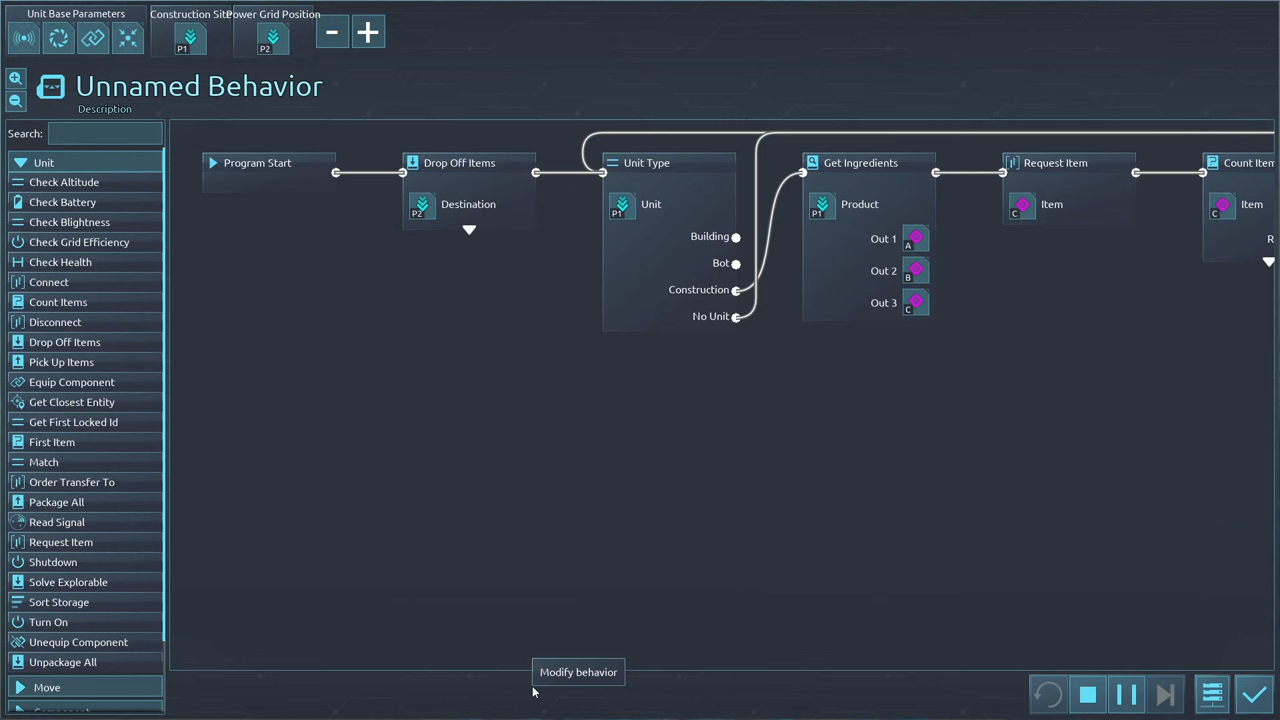 Unit Base Parameters
Construction Site
Power Grid Position
P1
P2
- +
Unnamed Behavior
Description
Search:
Unit
Check Altitude
Check Battery
Check Blightness
Check Grid Efficiency
Check Health
Connect
Count Items
Disconnect
Drop Off Items
Pick Up Items
Equip Component
Get Closest Entity
Get First Locked Id
First Item
Match
Order Transfer To
Package All
Read Signal
Request Item
Shutdown
Solve Explorable
Sort Storage
Turn On
Unequip Component
Unpackage All
Move
Program Start
Drop Off Items
P2
Destination
Unit Type
P1
Unit
Building
Bot
Construction
No Unit
Get Ingredients
P1
Product
Out 1
A
Out 2
B
Out 3
C
Request Item
C
Item
Count Item
C
Item
R
Modify behavior